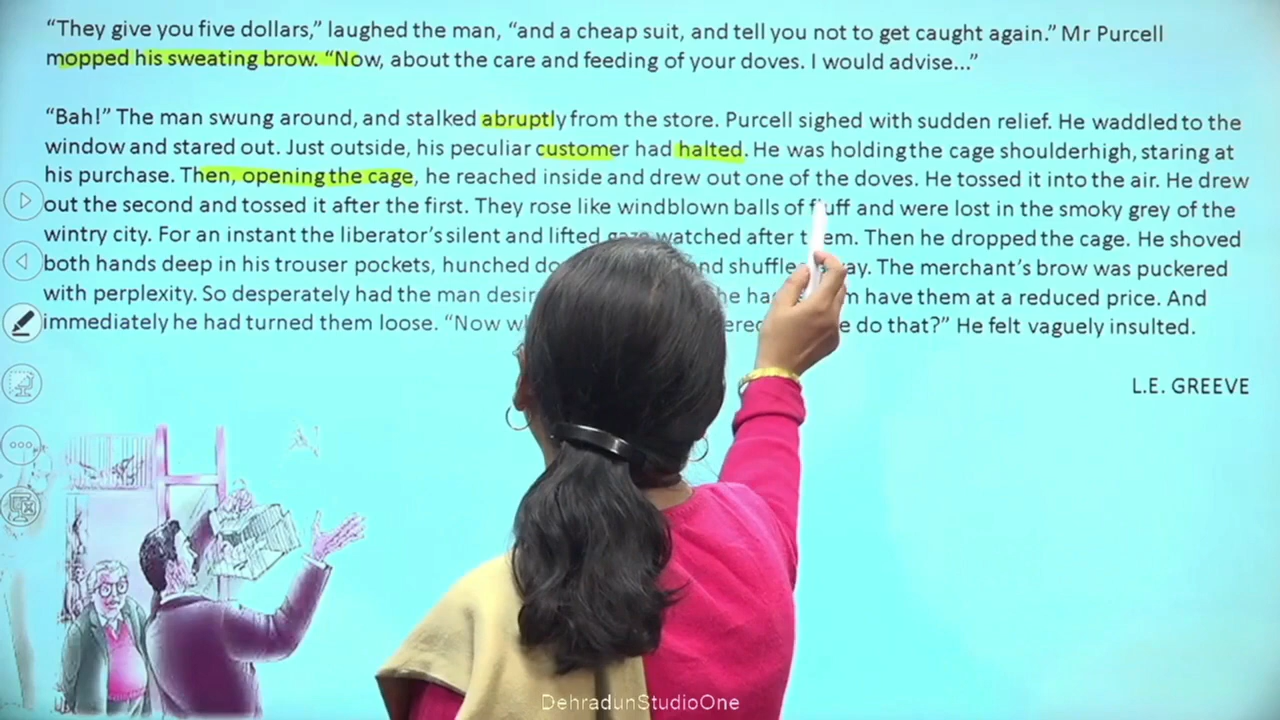 “They give you five dollars,” laughed the man, “and a cheap suit, and tell you not to get caught again.” Mr Purcell
mopped his sweating brow. “Now, about the care and feeding of your doves. I would advise...”
“Bah!” The man swung around, and stalked abruptly from the store. Purcell sighed with sudden relief. He waddled to the
window and stared out. Just outside, his peculiar customer had halted. He was holding the cage shoulderhigh, staring at
his purchase. Then, opening the cage, he reached inside and drew out one of the doves. He tossed it into the air. He drew
out the second and tossed it after the first. They rose like windblown balls of fluff and were lost in the smoky grey of the
wintry city. For an instant the liberator’s silent and lifted gaze watched after them. Then he dropped the cage. He shoved
both hands deep in his trouser pockets, hunched and shuffled away. The merchant’s brow was puckered
with perplexity. So desperately had the man have them at a reduced price. And
immediately he had turned them loose. “Now do that?” He felt vaguely insulted.
L.E. GREEVE
DehradunStudioOne